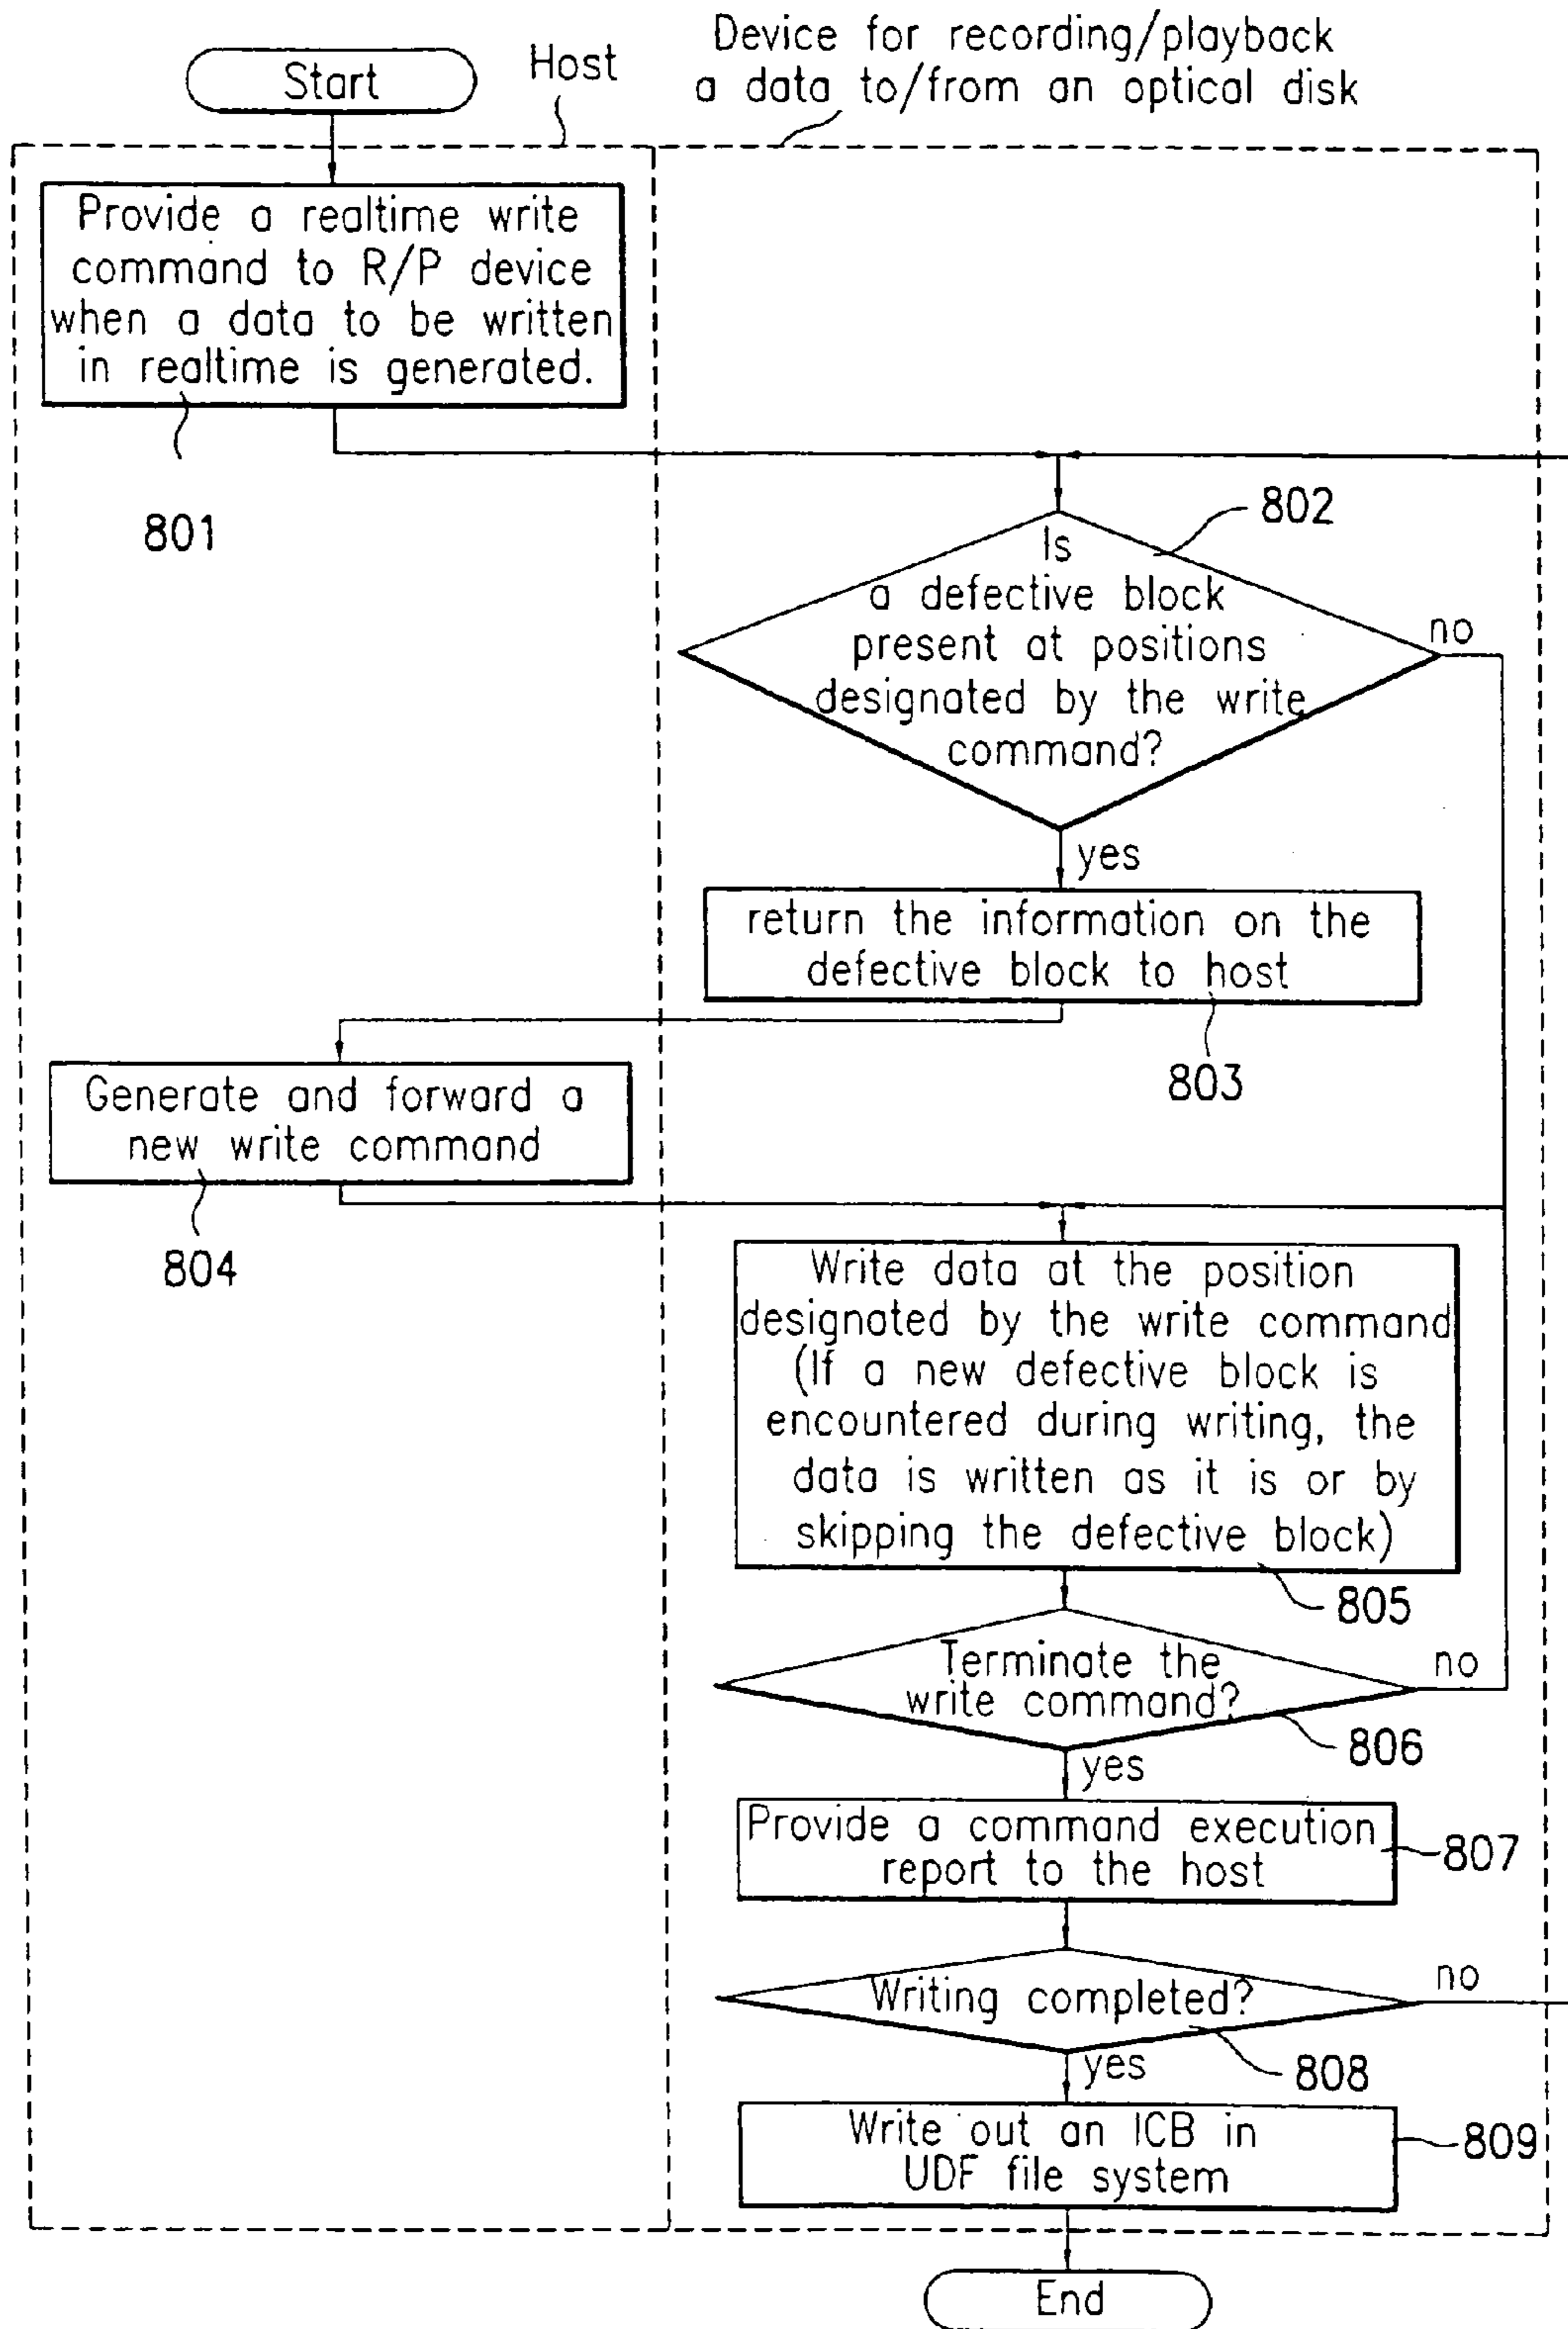 Start
Host
Device for recording/playback
a data to/from an optical disk
Provide a realtime write
command to R/P device
when a data to be written
in realtime is generated.
801
802
Is
a defective block
present at positions
designated by the write
command?
no
yes
return the information on the
defective block to host
803
Generate and forward a
new write command
804
Write data at the position
designated by the write command
(If a new defective block is
encountered during writing, the
data is written as it is or by
skipping the defective block)
805
Terminate the
write command?
no
806
yes
Provide a command execution
report to the host
807
Writing completed?
no
808
yes
Write out an ICB in
UDF file system
809
End